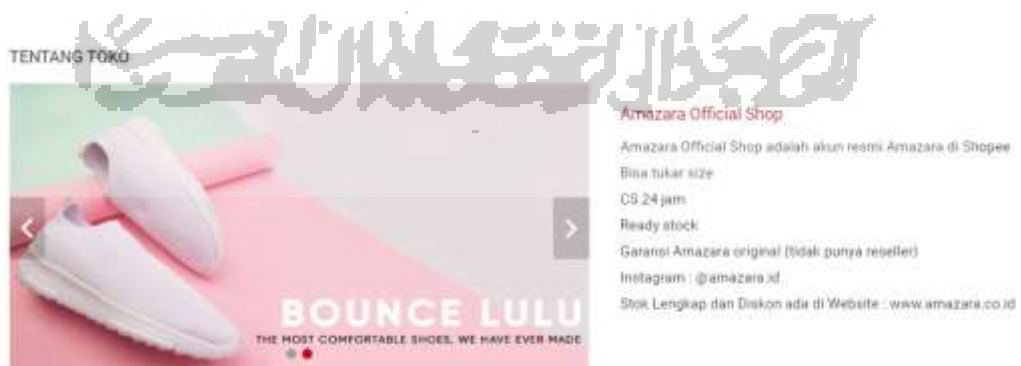 TENTANG TOKO
BOUNCE LULU
THE MOST COMFORTABLE SHOES, WE HAVE EVER MADE
Amazara Official Shop
Amazara Official Shop adalah akun resmi Amazara di Shopee
Bisa tukar size
CS 24 jam
Ready stock
Garansi Amazara original (tidak punya reseller)
Instagram : @amazara.id
Stok Lengkap dan Diskon ada di Website : www.amazara.co.id